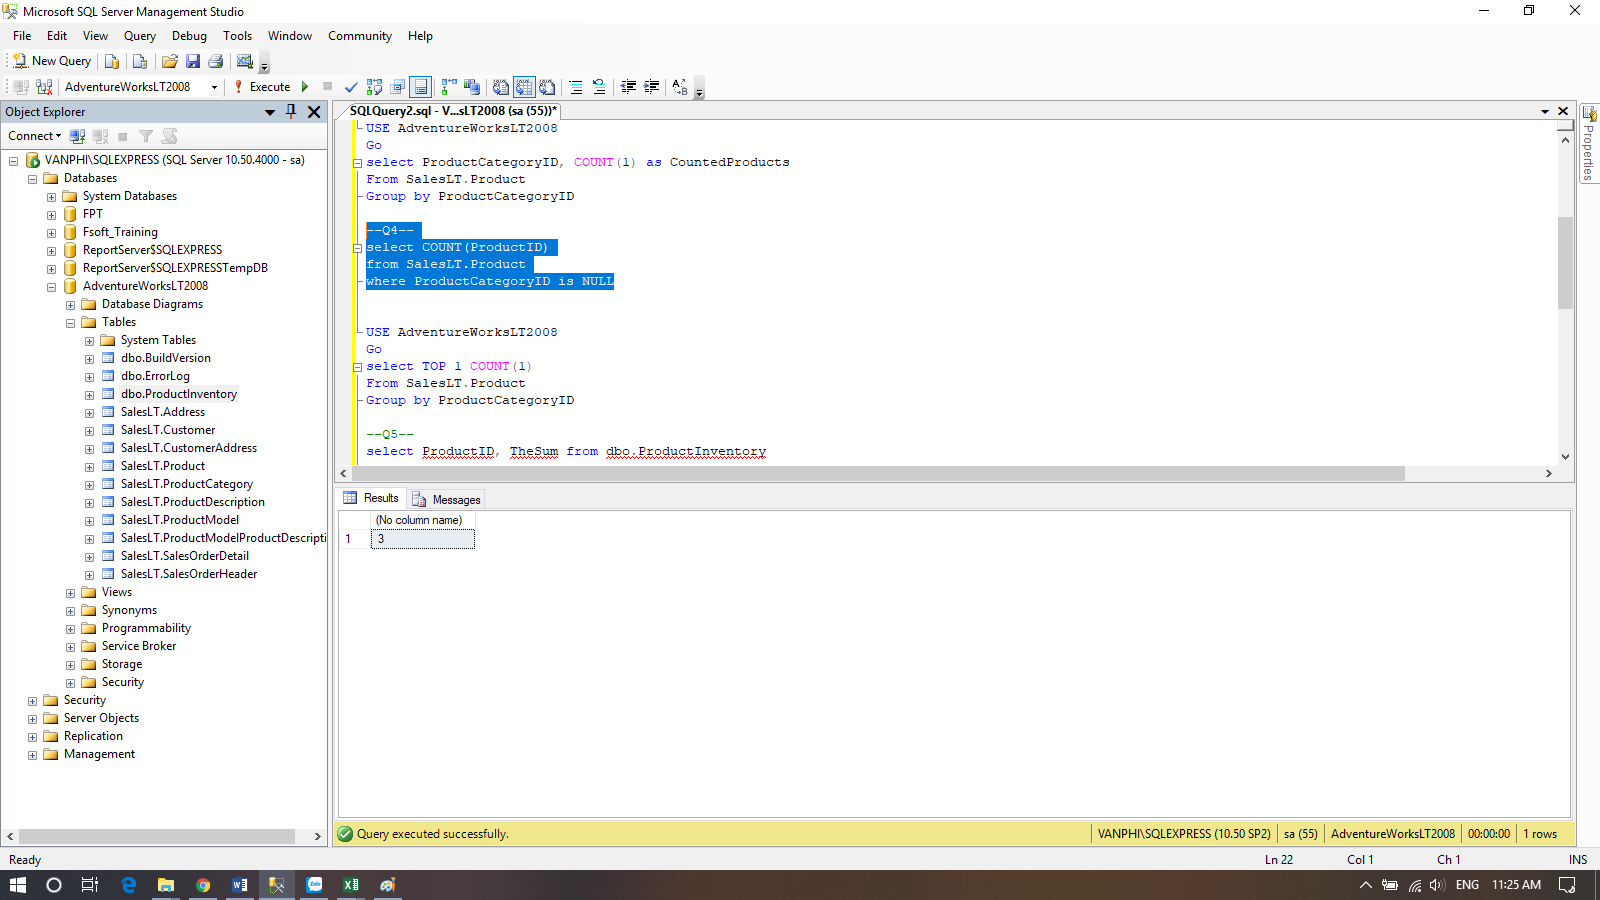 Microsoft SQL Server Management Studio
File Edit View Query Debug Tools Window Community Help
New Query
AdventureWorksLT2008 Execute
Object Explorer
Connect
VANPHI\SQLEXPRESS (SQL Server 10.50.4000 - sa)
Databases
System Databases
FPT
Fsoft_Training
ReportServer$SQLEXPRESS
ReportServer$SQLEXPRESSTempDB
AdventureWorksLT2008
Database Diagrams
Tables
System Tables
dbo.BuildVersion
dbo.ErrorLog
dbo.ProductInventory
SalesLT.Address
SalesLT.Customer
SalesLT.CustomerAddress
SalesLT.Product
SalesLT.ProductCategory
SalesLT.ProductDescription
SalesLT.ProductModel
SalesLT.ProductModelProductDescripti
SalesLT.SalesOrderDetail
SalesLT.SalesOrderHeader
Views
Synonyms
Programmability
Service Broker
Storage
Security
Security
Server Objects
Replication
Management
SQLQuery2.sql - V...sLT2008 (sa (55))*
USE AdventureWorksLT2008
Go
select ProductCategoryID, COUNT(1) as CountedProducts
From SalesLT.Product
Group by ProductCategoryID
--Q4--
select COUNT(ProductID)
from SalesLT.Product
where ProductCategoryID is NULL
USE AdventureWorksLT2008
Go
select TOP 1 COUNT(1)
From SalesLT.Product
Group by ProductCategoryID
--Q5--
select ProductID, TheSum from dbo.ProductInventory
Properties
Results Messages
(No column name)
1 3
Query executed successfully. VANPHI\SQLEXPRESS (10.50 SP2) sa (55) AdventureWorksLT2008 00:00:00 1 rows
Ready Ln 22 Col 1 Ch 1 INS
ENG 11:25 AM